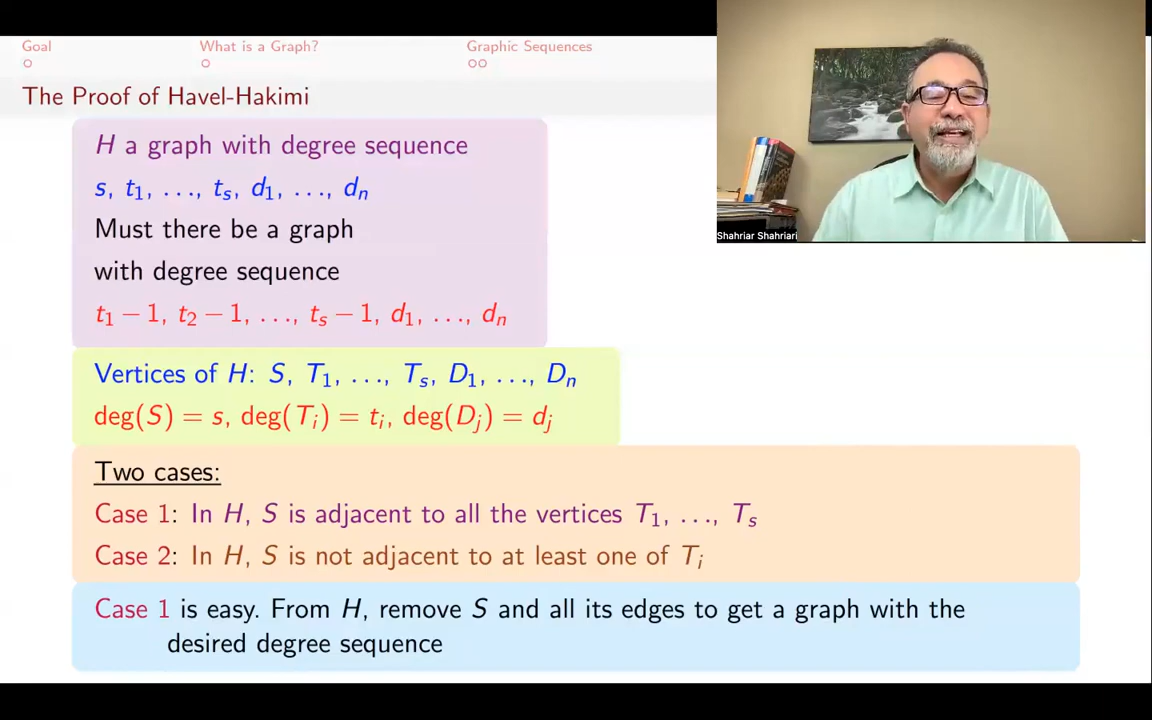 Goal
What is a Graph?
Graphic Sequences
The Proof of Havel-Hakimi
H a graph with degree sequence
s, t₁, …, tₛ, d₁, …, dₙ
Must there be a graph
with degree sequence
t₁ − 1, t₂ − 1, …, tₛ − 1, d₁, …, dₙ
Vertices of H: S, T₁, …, Tₛ, D₁, …, Dₙ
deg(S) = s, deg(Tᵢ) = tᵢ, deg(Dⱼ) = dⱼ
Two cases:
Case 1: In H, S is adjacent to all the vertices T₁, …, Tₛ
Case 2: In H, S is not adjacent to at least one of Tᵢ
Case 1 is easy. From H, remove S and all its edges to get a graph with the
desired degree sequence
Shahriar Shahriari